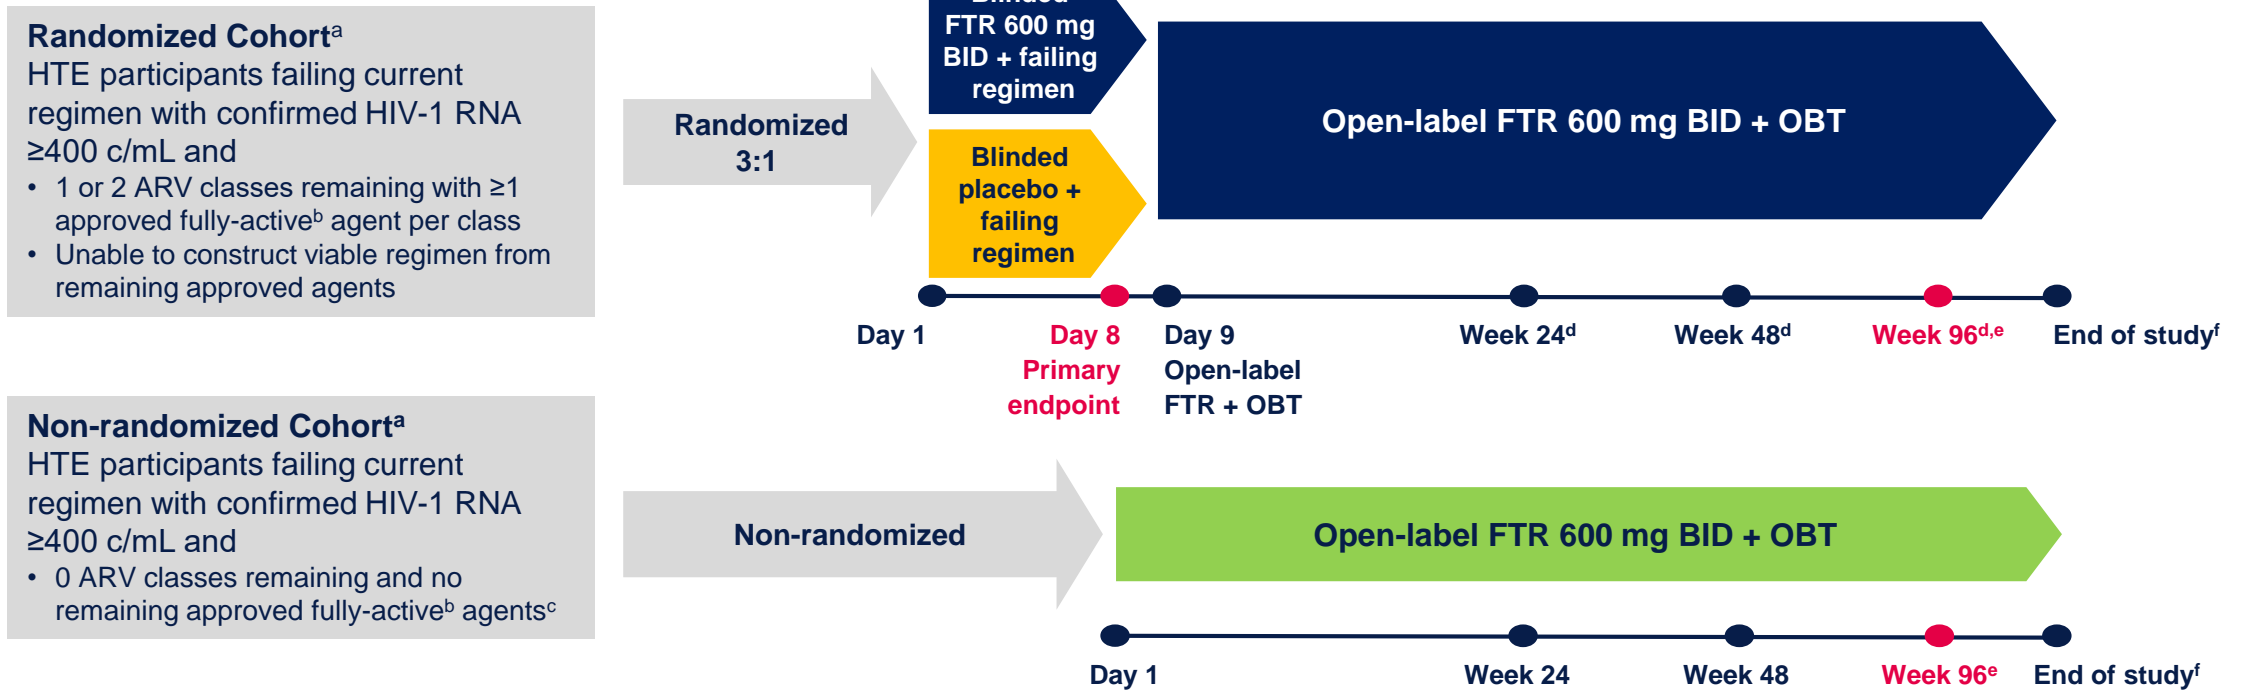 Randomized Cohortᵃ
HTE participants failing current
regimen with confirmed HIV-1 RNA
≥400 c/mL and
• 1 or 2 ARV classes remaining with ≥1
approved fully-activeᵇ agent per class
• Unable to construct viable regimen from
remaining approved agents
Randomized
3:1
Blinded
FTR 600 mg
BID + failing
regimen
Blinded
placebo +
failing
regimen
Open-label FTR 600 mg BID + OBT
Day 1
Day 8
Primary
endpoint
Day 9
Open-label
FTR + OBT
Week 24ᵈ
Week 48ᵈ
Week 96ᵈ,ᵉ
End of studyᶠ
Non-randomized Cohortᵃ
HTE participants failing current
regimen with confirmed HIV-1 RNA
≥400 c/mL and
• 0 ARV classes remaining and no
remaining approved fully-activeᵇ agentsᶜ
Non-randomized
Open-label FTR 600 mg BID + OBT
Day 1
Week 24
Week 48
Week 96ᵉ
End of studyᶠ